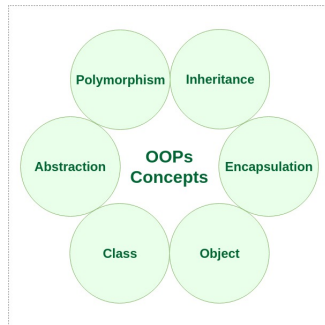 Polymorphism
Inheritance
Abstraction
OOPs
Concepts
Encapsulation
Class
Object